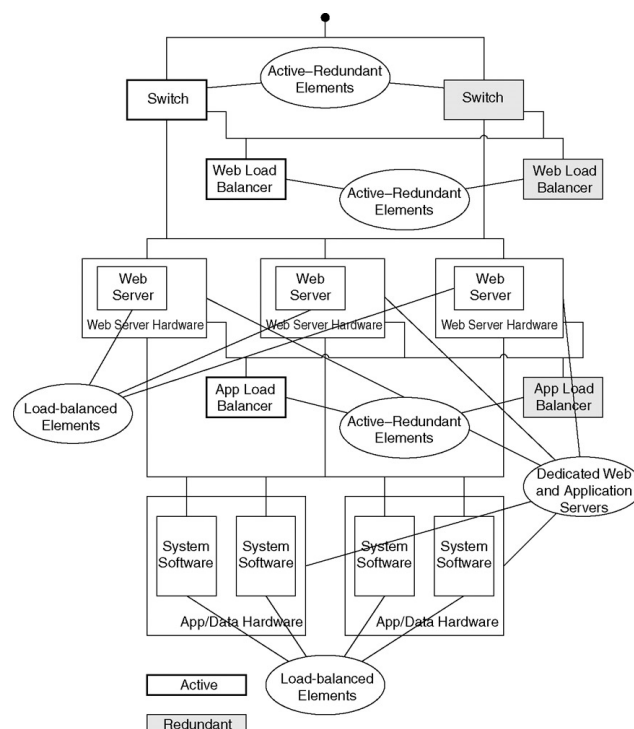 Active–Redundant
Elements
Switch
Switch
Web Load
Balancer
Active–Redundant
Elements
Web Load
Balancer
Web
Server
Web Server Hardware
Web
Server
Web Server Hardware
Web
Server
Web Server Hardware
Load-balanced
Elements
App Load
Balancer
Active–Redundant
Elements
App Load
Balancer
Dedicated Web
and Application
Servers
System
Software
System
Software
App/Data Hardware
System
Software
System
Software
App/Data Hardware
Load-balanced
Elements
Active
Redundant